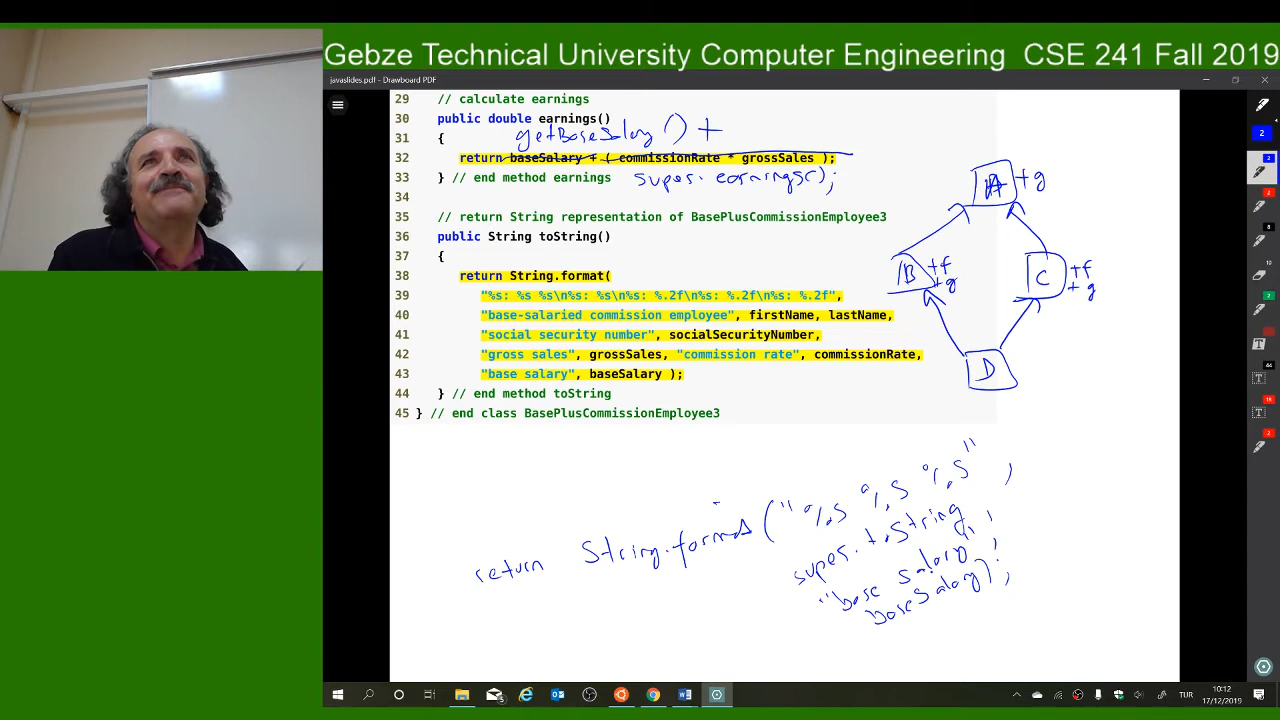 Gebze Technical University Computer Engineering CSE 241 Fall 2019
javaslides.pdf - Drawboard PDF
29 // calculate earnings
30 public double earnings()
getBaseSalary () +
31 {
32 return baseSalary + ( commissionRate * grossSales );
33 } // end method earnings super. earnings();
34
35 // return String representation of BasePlusCommissionEmployee3
36 public String toString()
37 {
38 return String.format(
39 "%s: %s %s\n%s: %s\n%s: %.2f\n%s: %.2f\n%s: %.2f",
40 "base-salaried commission employee", firstName, lastName,
41 "social security number", socialSecurityNumber,
42 "gross sales", grossSales, "commission rate", commissionRate,
43 "base salary", baseSalary );
44 } // end method toString
45 } // end class BasePlusCommissionEmployee3
A +g
B +f +g
C +f +g
D
return String.format ("%s %s %s",
super.toString,
"base salary",
baseSalary);
TUR
10:12
17/12/2019